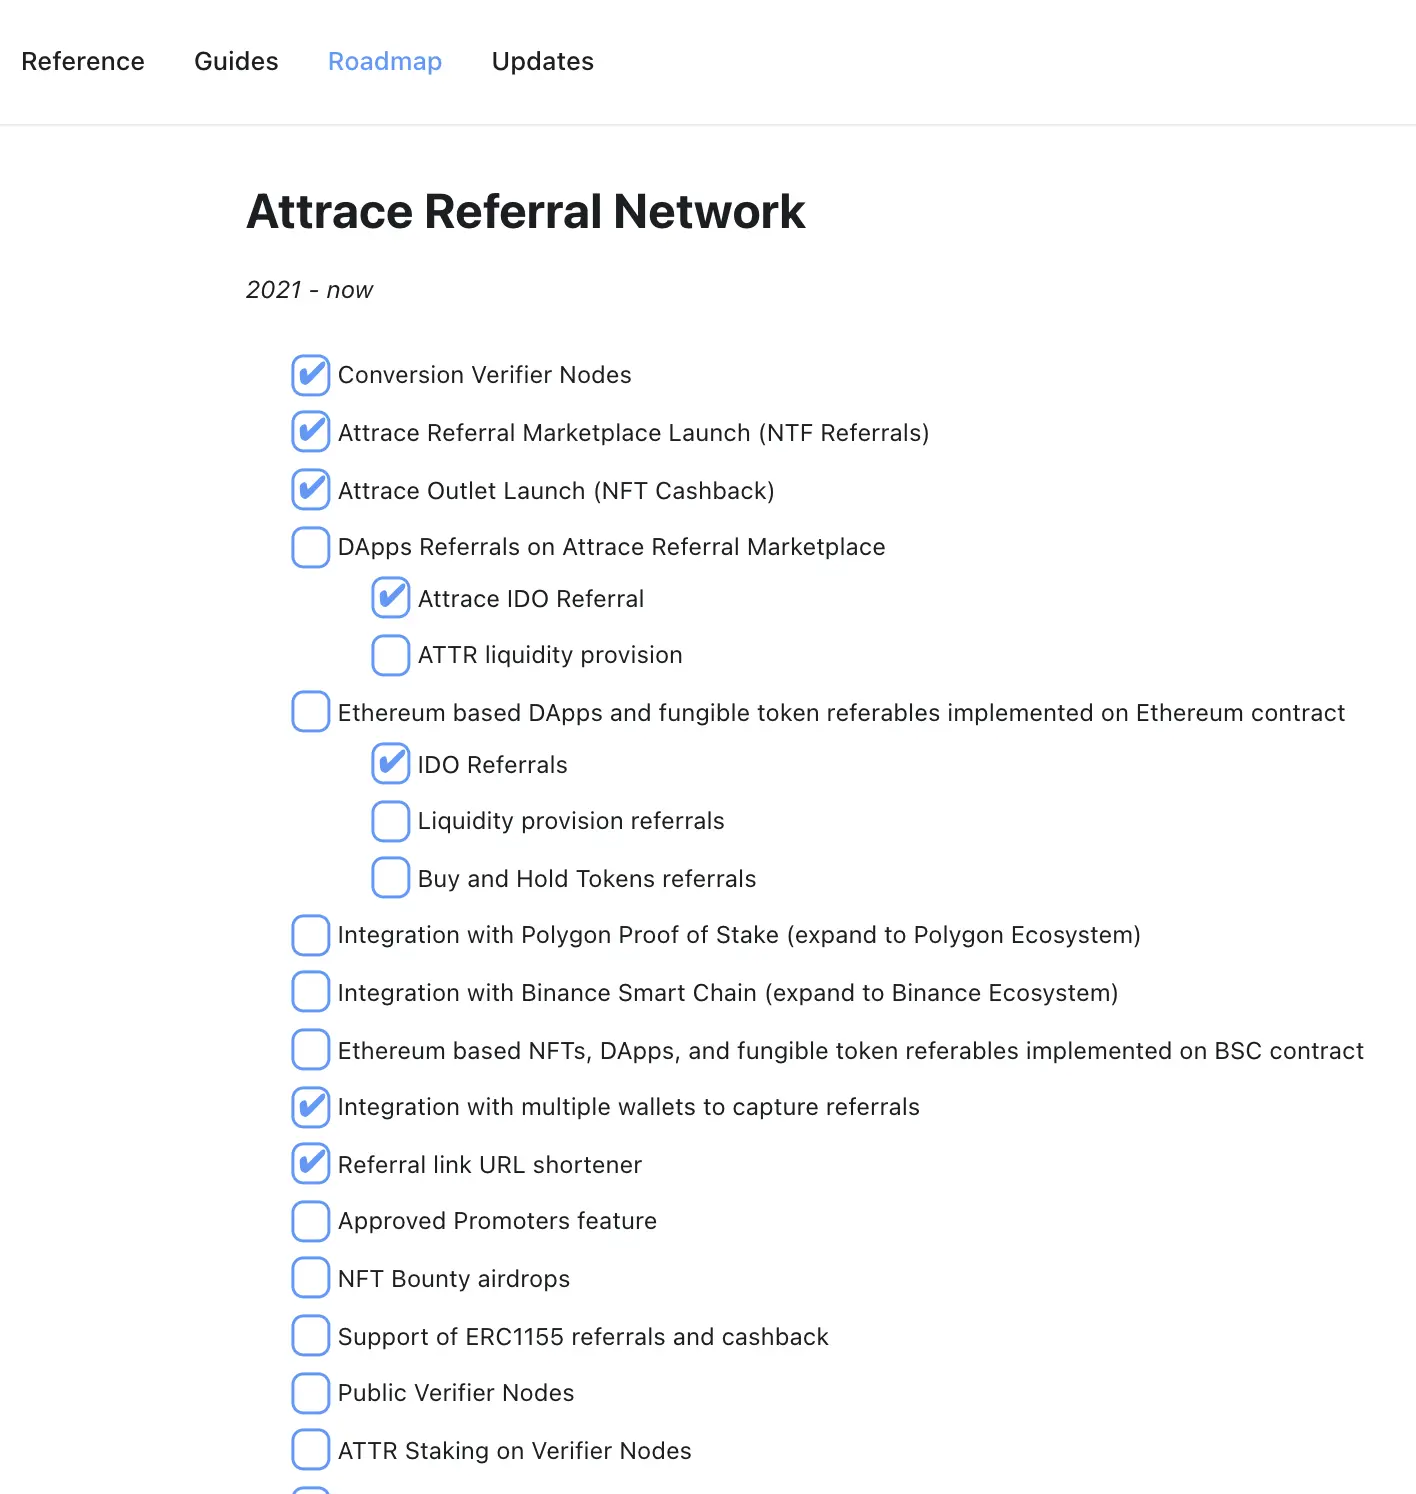 Reference Guides Roadmap Updates
Attrace Referral Network
2021 - now
Conversion Verifier Nodes
Attrace Referral Marketplace Launch (NTF Referrals)
Attrace Outlet Launch (NFT Cashback)
DApps Referrals on Attrace Referral Marketplace
Attrace IDO Referral
ATTR liquidity provision
Ethereum based DApps and fungible token referables implemented on Ethereum contract
IDO Referrals
Liquidity provision referrals
Buy and Hold Tokens referrals
Integration with Polygon Proof of Stake (expand to Polygon Ecosystem)
Integration with Binance Smart Chain (expand to Binance Ecosystem)
Ethereum based NFTs, DApps, and fungible token referables implemented on BSC contract
Integration with multiple wallets to capture referrals
Referral link URL shortener
Approved Promoters feature
NFT Bounty airdrops
Support of ERC1155 referrals and cashback
Public Verifier Nodes
ATTR Staking on Verifier Nodes